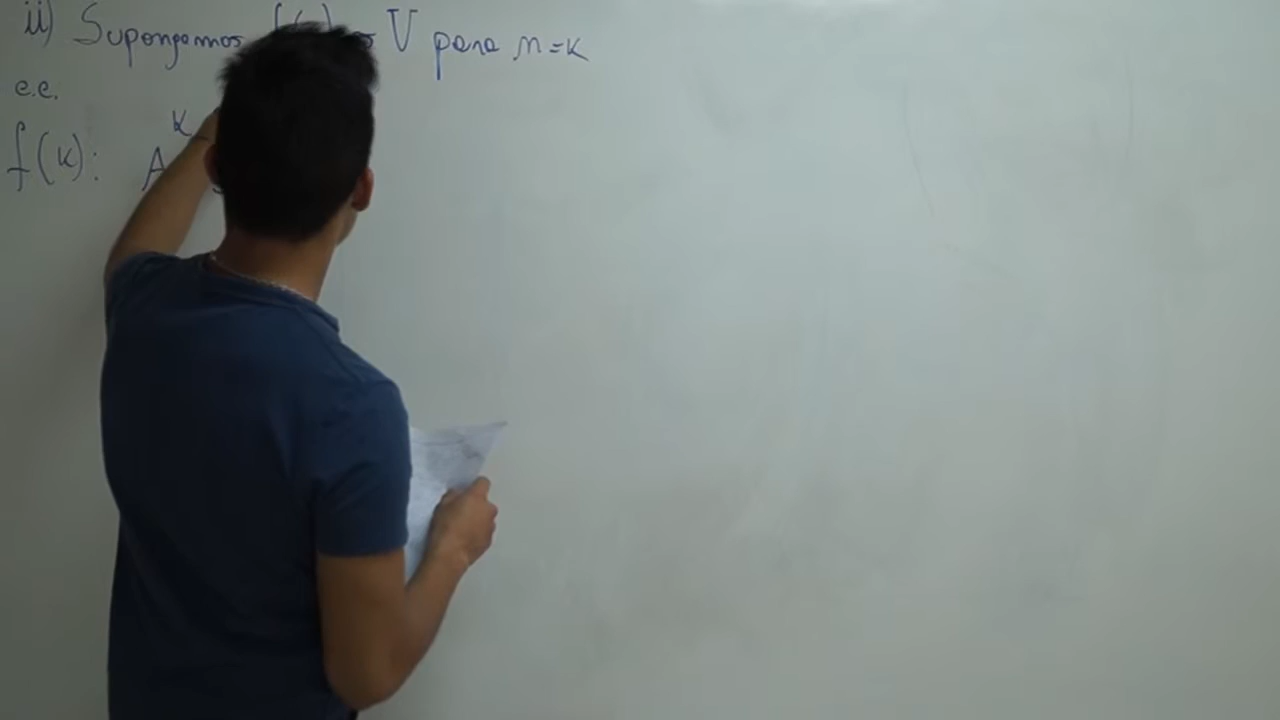 ii) Supongamos V para n=k
e.e.
f(k): A^k